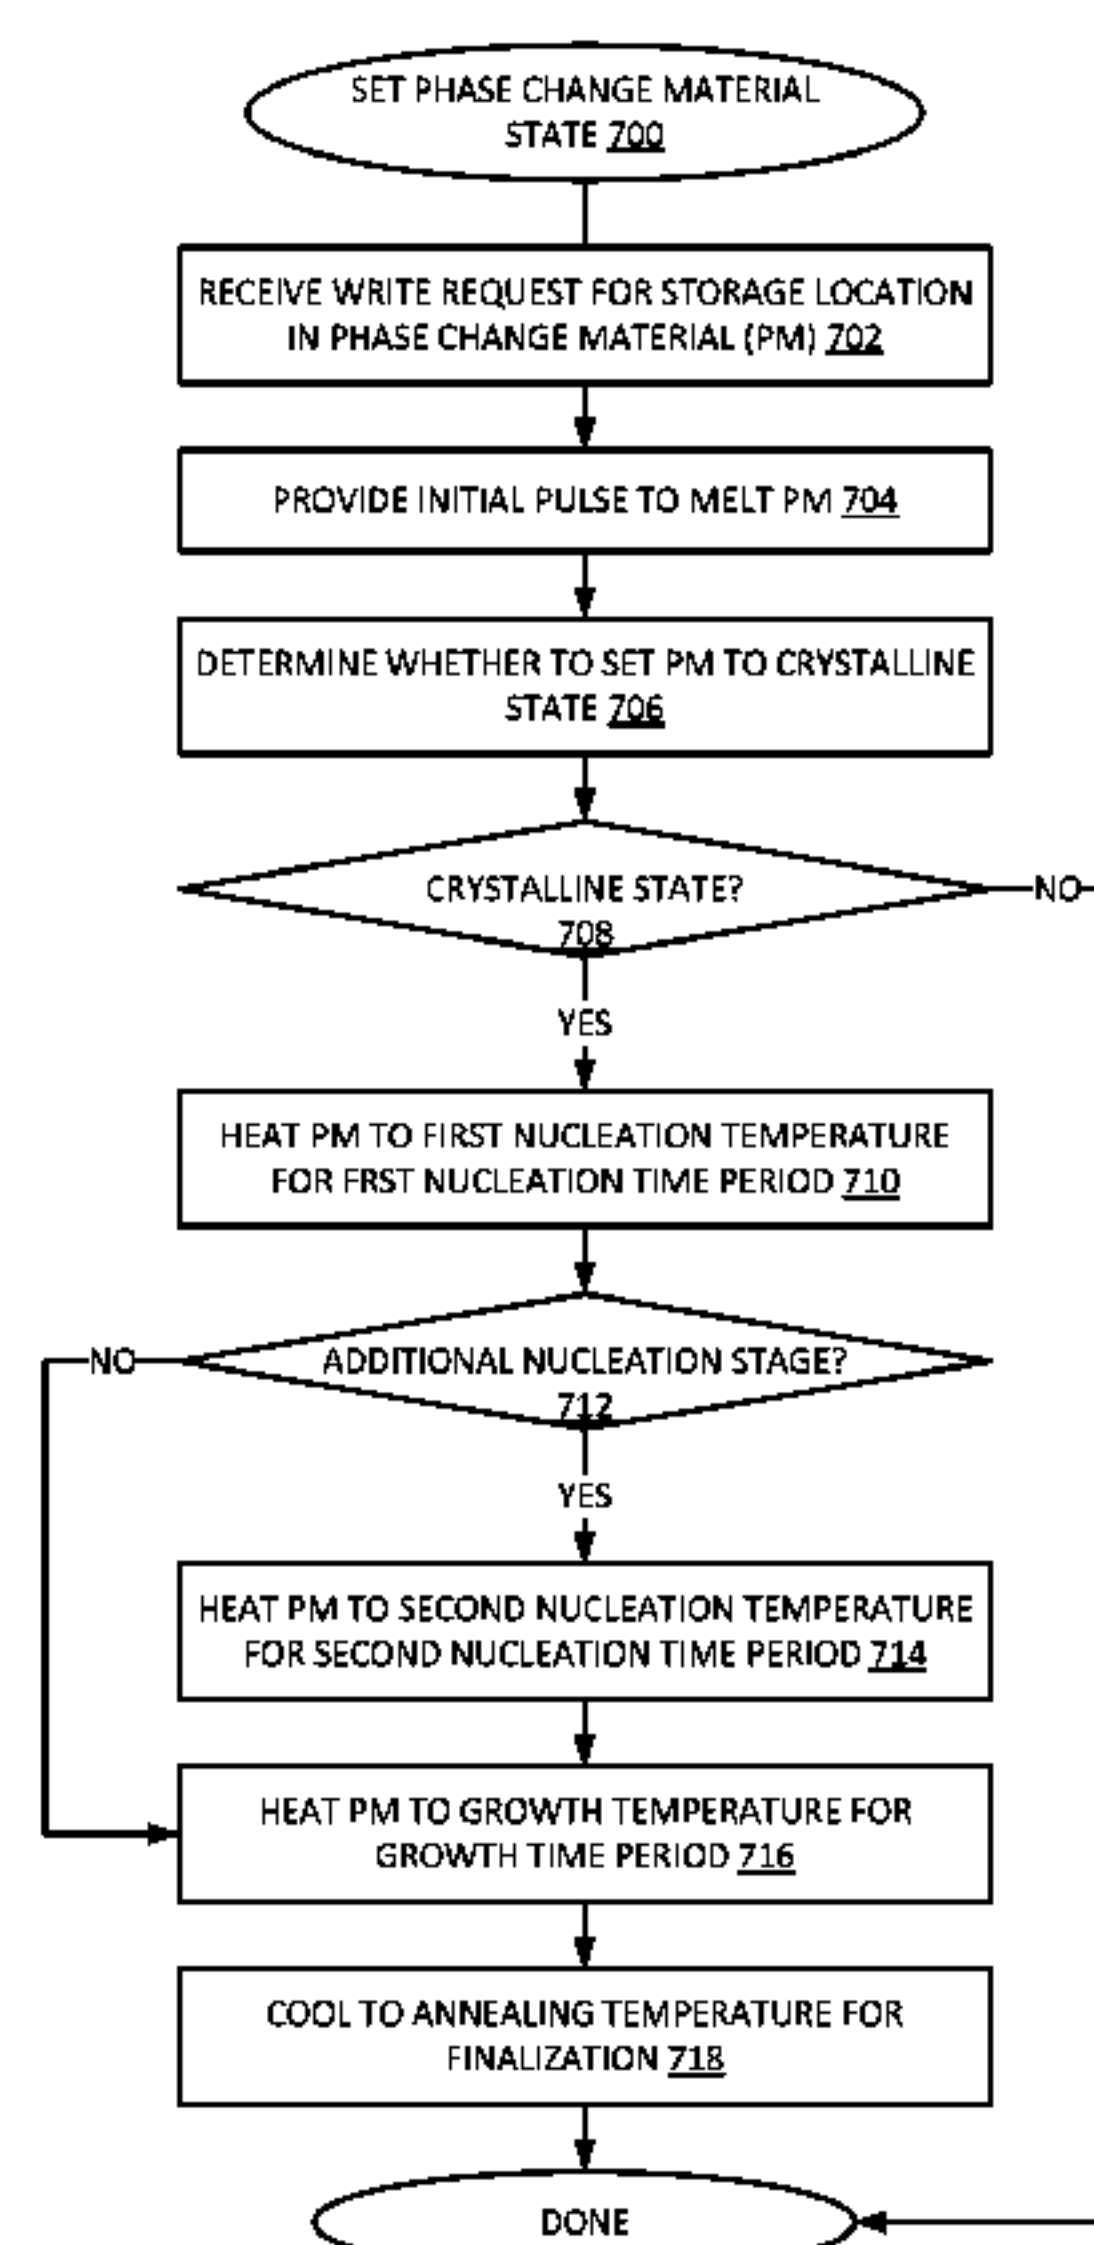 SET PHASE CHANGE MATERIAL
STATE 700
RECEIVE WRITE REQUEST FOR STORAGE LOCATION
IN PHASE CHANGE MATERIAL (PM) 702
PROVIDE INITIAL PULSE TO MELT PM 704
DETERMINE WHETHER TO SET PM TO CRYSTALLINE
STATE 706
CRYSTALLINE STATE?
708
NO
YES
HEAT PM TO FIRST NUCLEATION TEMPERATURE
FOR FRST NUCLEATION TIME PERIOD 710
NO
ADDITIONAL NUCLEATION STAGE?
712
YES
HEAT PM TO SECOND NUCLEATION TEMPERATURE
FOR SECOND NUCLEATION TIME PERIOD 714
HEAT PM TO GROWTH TEMPERATURE FOR
GROWTH TIME PERIOD 716
COOL TO ANNEALING TEMPERATURE FOR
FINALIZATION 718
DONE